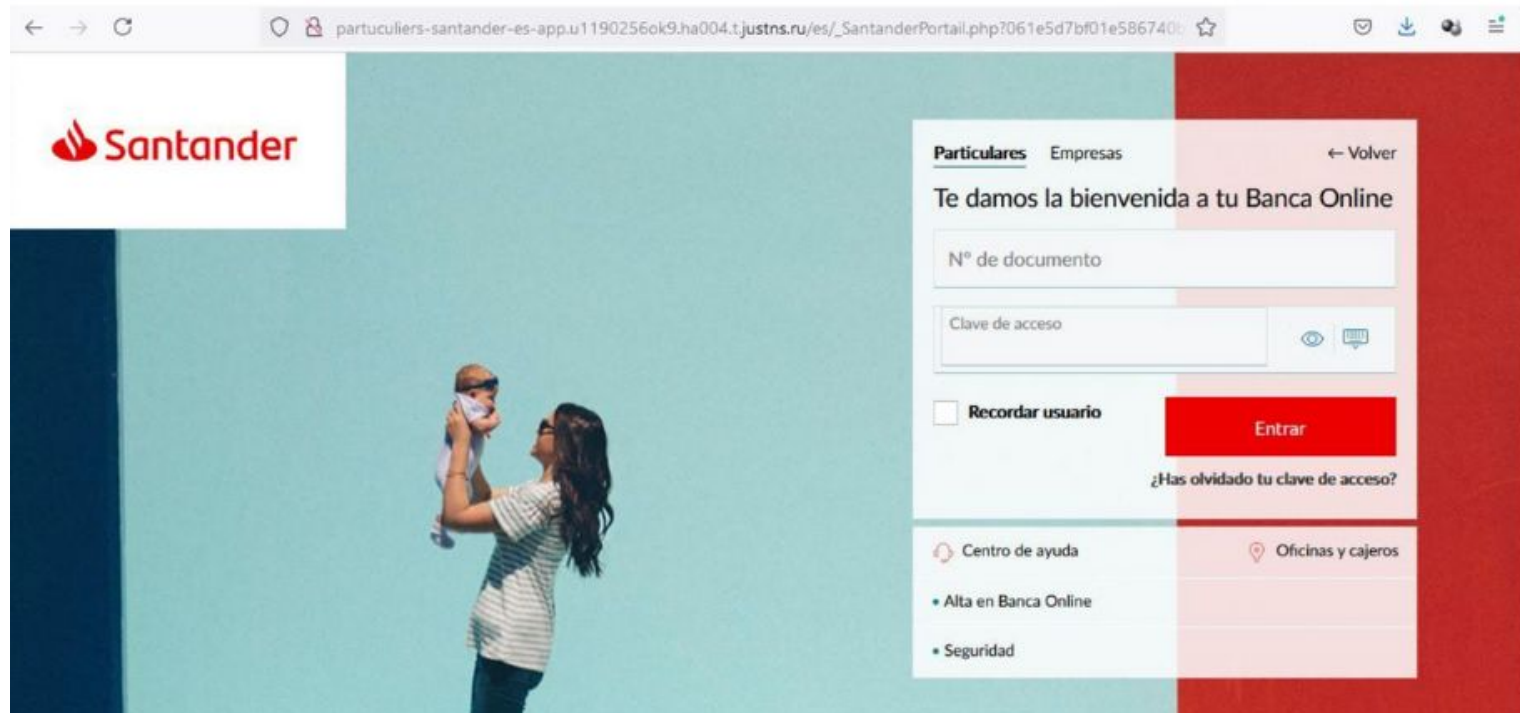 partuculiers-santander-es-app.u1190256ok9.ha004.t.justns.ru/es/_SantanderPortail.php?061e5d7bf01e586740
Santander
Particulares Empresas ← Volver
Te damos la bienvenida a tu Banca Online
Nº de documento
Clave de acceso
Recordar usuario
Entrar
¿Has olvidado tu clave de acceso?
Centro de ayuda Oficinas y cajeros
• Alta en Banca Online
• Seguridad